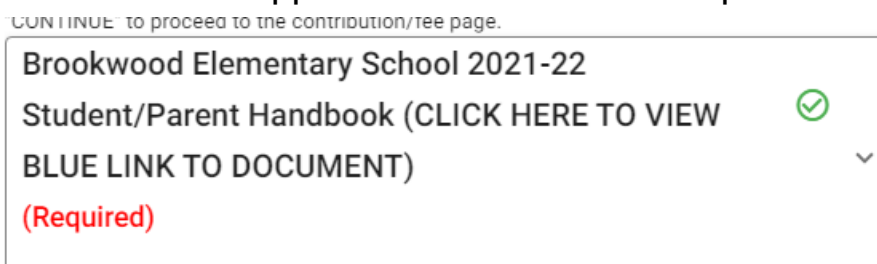 "CONTINUE" to proceed to the contribution/fee page.
Brookwood Elementary School 2021-22
Student/Parent Handbook (CLICK HERE TO VIEW
BLUE LINK TO DOCUMENT)
(Required)